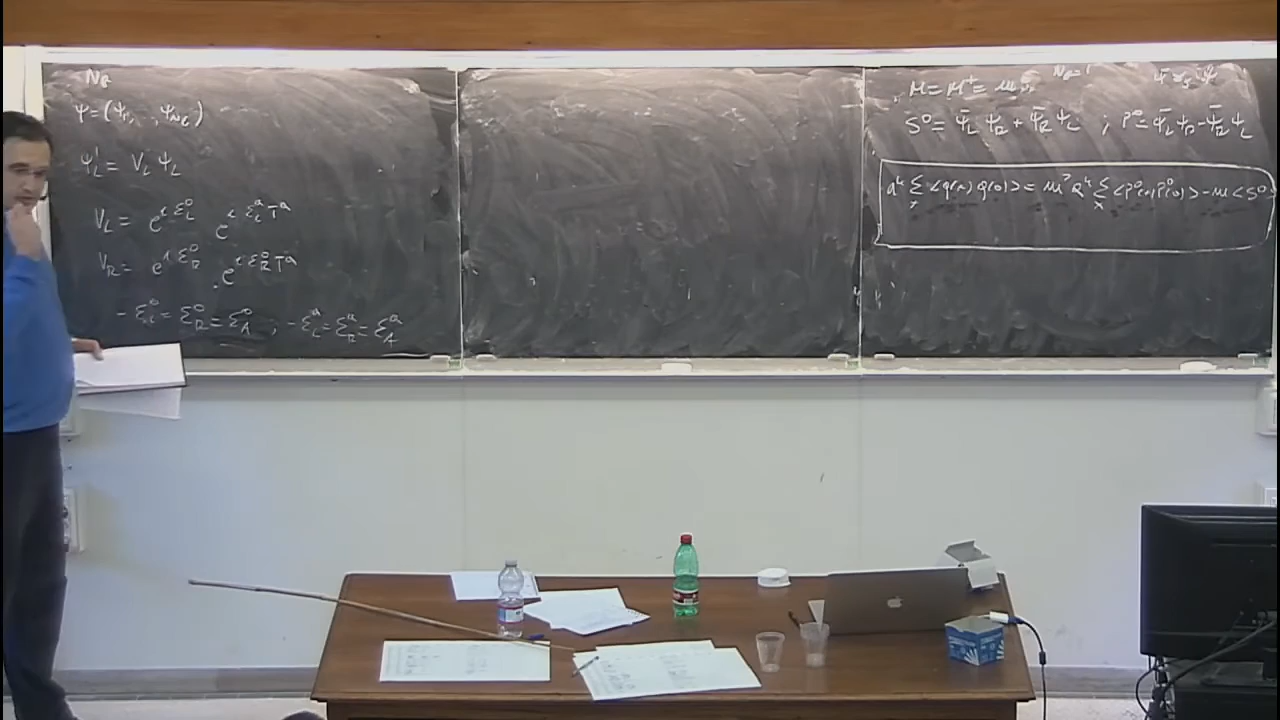 N_f
ψ = (ψ_1, ..., ψ_{N_f})
ψ'_L = V_L ψ_L
V_L = e^{i ε_L^0} e^{i ε_L^a T^a}
V_R = e^{i ε_R^0} e^{i ε_R^a T^a}
- ε_L^0 = ε_R^0 = ε_A^0 ; - ε_L^a = ε_R^a = ε_A^a
M = M^+ = m N_f = 1 ψ̄ γ_5 ψ
S^0 = ψ̄_L ψ_R + ψ̄_R ψ_L ; P^0 = ψ̄_L ψ_R - ψ̄_R ψ_L
a^4 Σ_x <q(x) q(0)> = m^2 a^4 Σ_x <P^0(x) P^0(0)> - m <S^0>